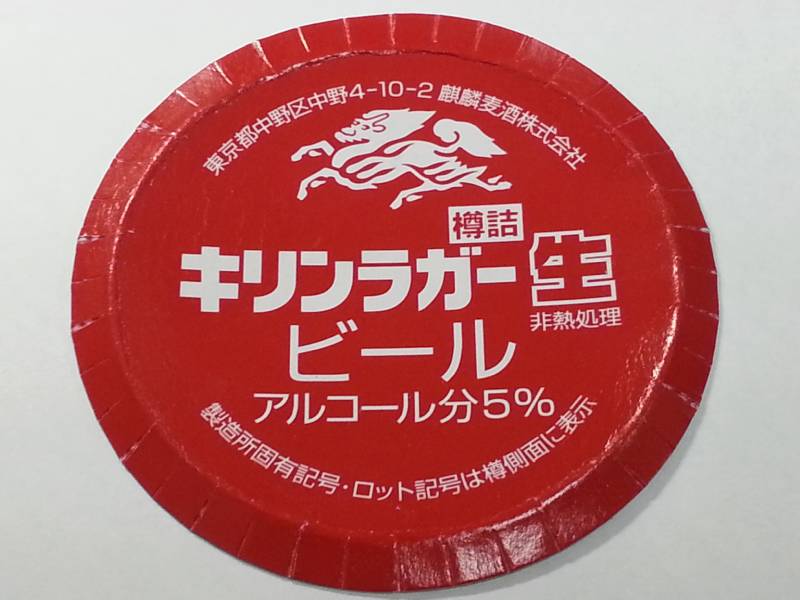 東京都中野区中野4-10-2 麒麟麦酒株式会社
樽詰
キリンラガー 生
非熱処理
ビール
アルコール分5%
製造所固有記号・ロット記号は樽側面に表示